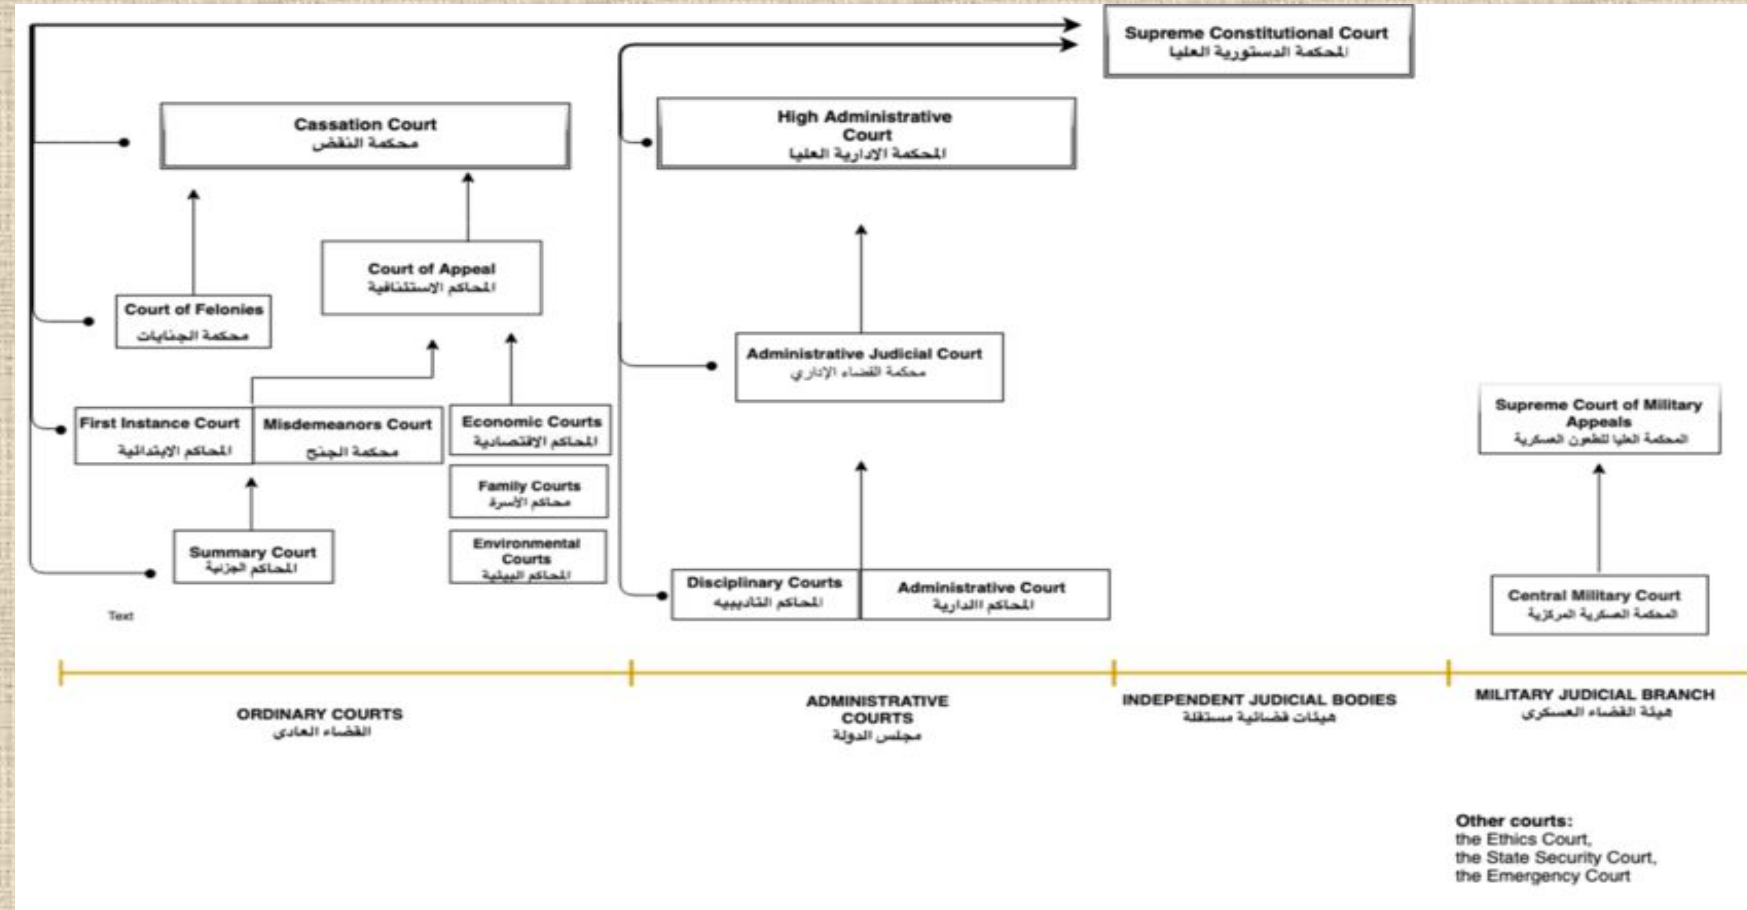 Supreme Constitutional Court
المحكمة الدستورية العليا
Cassation Court
محكمة النقض
High Administrative
Court
المحكمة الإدارية العليا
Court of Appeal
المحاكم الاستئنافية
Court of Felonies
محكمة الجنايات
Administrative Judicial Court
محكمة القضاء الإداري
First Instance Court
المحاكم الابتدائية
Misdemeanors Court
محكمة الجنح
Economic Courts
المحاكم الاقتصادية
Family Courts
محاكم الأسرة
Environmental
Courts
المحاكم البيئية
Summary Court
المحاكم الجزئية
Disciplinary Courts
المحاكم التأديبيه
Administrative Court
المحاكم االدارية
Supreme Court of Military
Appeals
المحكمة العليا للطعون العسكرية
Central Military Court
المحكمة العسكرية المركزية
Text
ORDINARY COURTS
القضاء العادى
ADMINISTRATIVE
COURTS
مجلس الدولة
INDEPENDENT JUDICIAL BODIES
هيئات قضائية مستقلة
MILITARY JUDICIAL BRANCH
هيئة القضاء العسكرى
Other courts:
the Ethics Court,
the State Security Court,
the Emergency Court